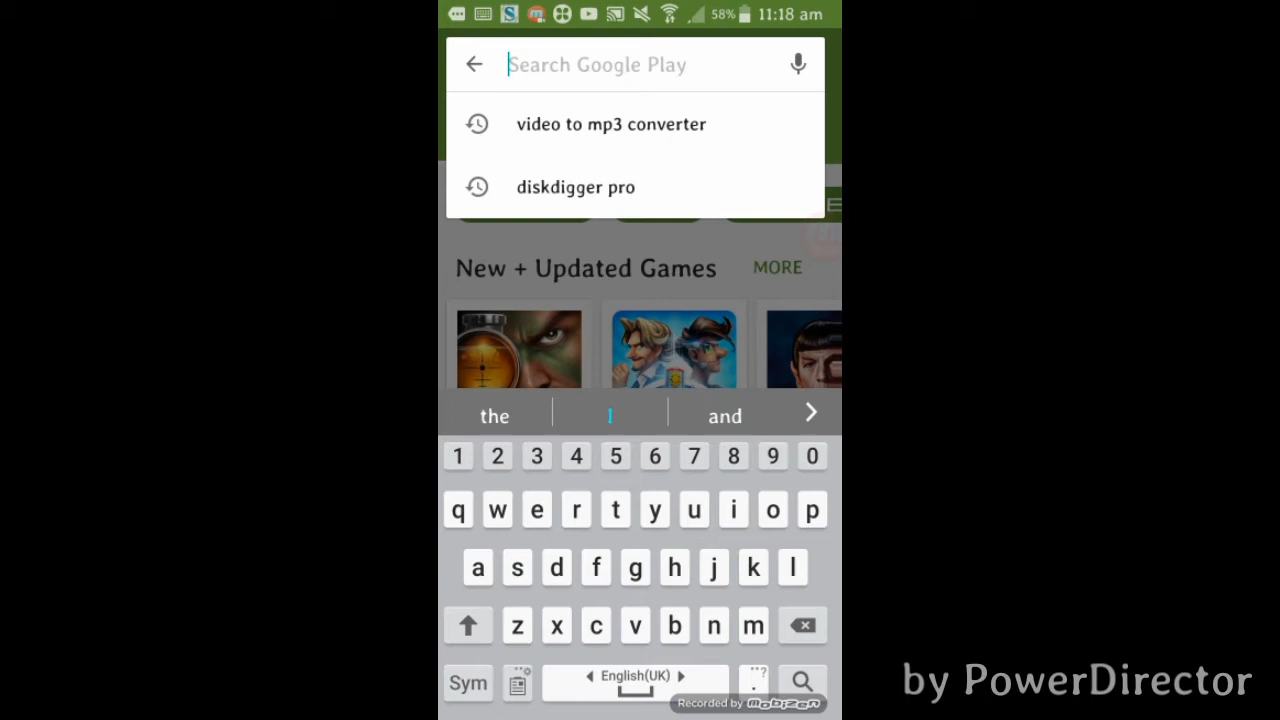 58% 11:18 am
Search Google Play
video to mp3 converter
diskdigger pro
New + Updated Games MORE
the I and
1 2 3 4 5 6 7 8 9 0
q w e r t y u i o p
a s d f g h j k l
z x c v b n m
Sym English(UK) . ..?
Recorded by MOBIZEN
by PowerDirector